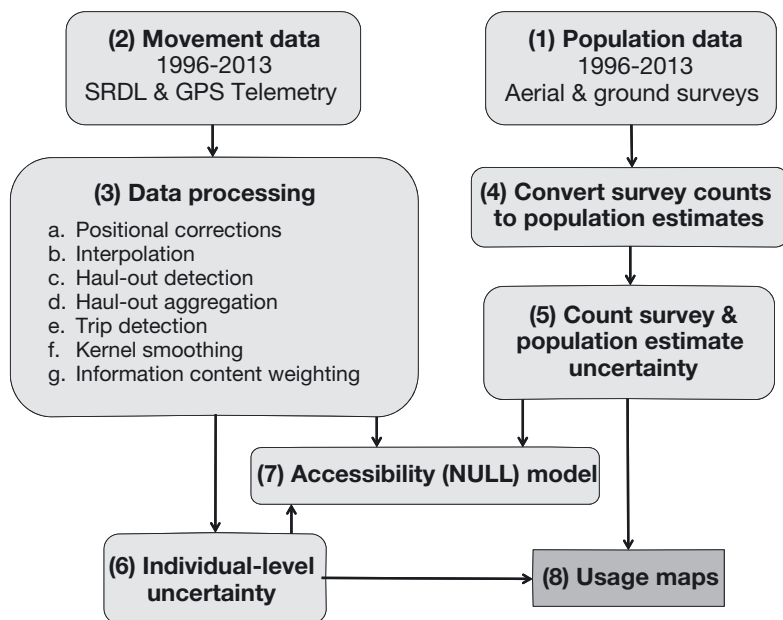 (2) Movement data
1996-2013
SRDL & GPS Telemetry
(1) Population data
1996-2013
Aerial & ground surveys
(3) Data processing
a. Positional corrections
b. Interpolation
c. Haul-out detection
d. Haul-out aggregation
e. Trip detection
f. Kernel smoothing
g. Information content weighting
(4) Convert survey counts
to population estimates
(5) Count survey &
population estimate
uncertainty
(7) Accessibility (NULL) model
(6) Individual-level
uncertainty
(8) Usage maps